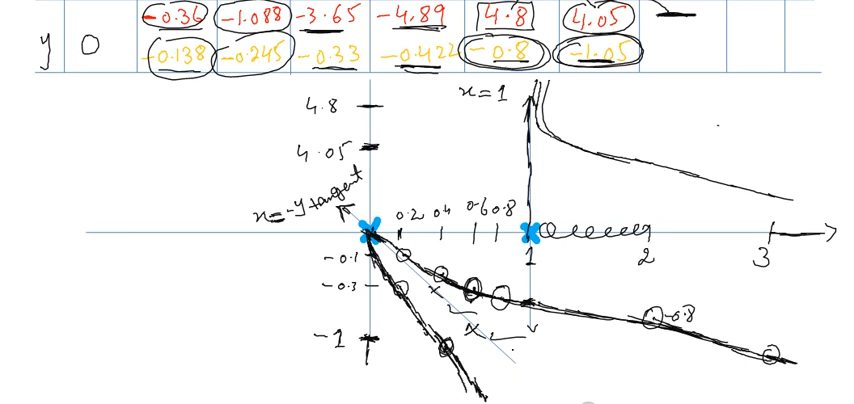 -0.36 -1.088 -3.65 -4.89 4.8 4.05
y 0 -0.138 -0.245 -0.33 -0.422 -0.8 -1.05
x=1
4.8
4.05
x=-y tangent
0.2 0.4 0.6 0.8
1 2 3
-0.1
-0.3
-0.8
-1